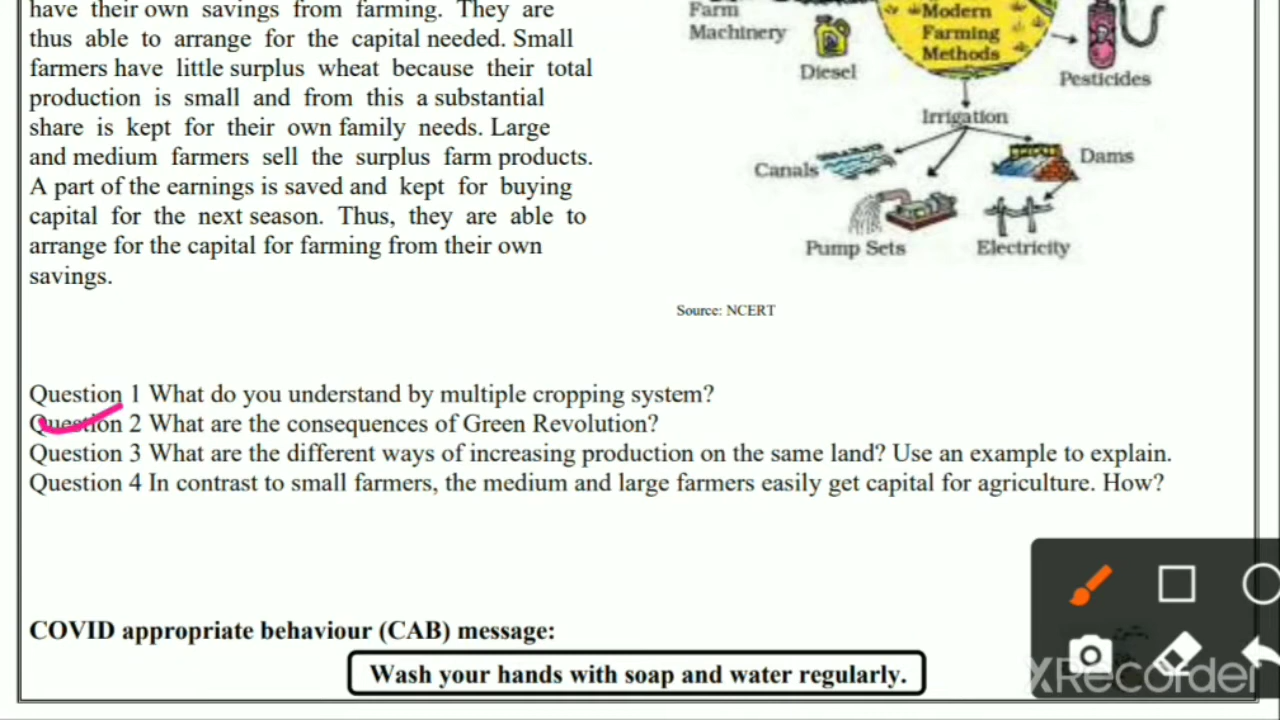 have their own savings from farming. They are
thus able to arrange for the capital needed. Small
farmers have little surplus wheat because their total
production is small and from this a substantial
share is kept for their own family needs. Large
and medium farmers sell the surplus farm products.
A part of the earnings is saved and kept for buying
capital for the next season. Thus, they are able to
arrange for the capital for farming from their own
savings.
Farm
Machinery
Diesel
Modern
Farming
Methods
Pesticides
Irrigation
Canals
Dams
Pump Sets
Electricity
Source: NCERT
Question 1 What do you understand by multiple cropping system?
Question 2 What are the consequences of Green Revolution?
Question 3 What are the different ways of increasing production on the same land? Use an example to explain.
Question 4 In contrast to small farmers, the medium and large farmers easily get capital for agriculture. How?
COVID appropriate behaviour (CAB) message:
Wash your hands with soap and water regularly.
XRecorder